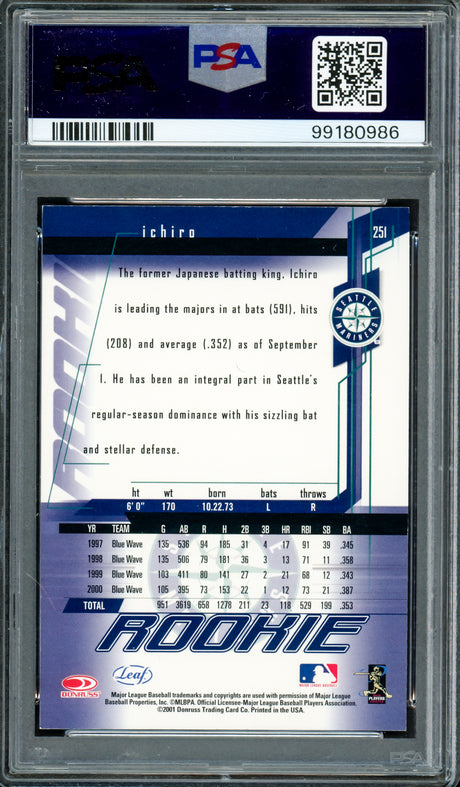 PSA
PSA
99180986
ichiro
251
ROOKIE
SEATTLE
MARINERS
The former Japanese batting king, Ichiro
is leading the majors in at bats (591), hits
(208) and average (.352) as of September
1. He has been an integral part in Seattle's
regular-season dominance with his sizzling bat
and stellar defense.
ht wt born bats throws
6' 0" 170 10.22.73 L R
YR TEAM G AB R H 2B 3B HR RBI SB BA
1997 Blue Wave 135 536 94 185 31 4 17 91 39 .345
1998 Blue Wave 135 506 79 181 36 3 13 71 11 .358
1999 Blue Wave 103 411 80 141 27 2 21 68 12 .343
2000 Blue Wave 105 395 73 153 22 1 12 73 21 .387
TOTAL 951 3619 658 1278 211 23 118 529 199 .353
ROOKIE
DONRUSS
Leaf
MAJOR LEAGUE BASEBALL
PLAYERS
Major League Baseball trademarks and copyrights are used with permission of Major League
Baseball Properties, Inc. ©MLBPA. Official Licensee-Major League Baseball Players Association.
©2001 Donruss Trading Card Co. Printed in the USA.
PSA